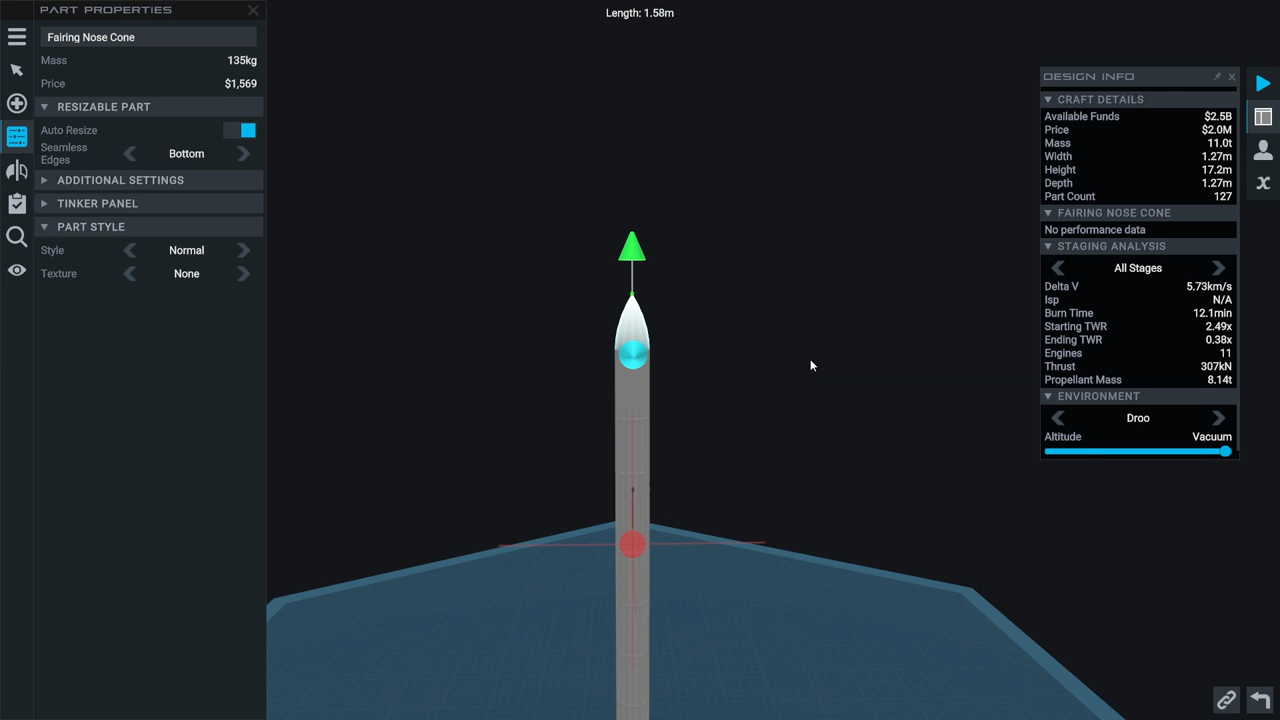 PART PROPERTIES
Length: 1.58m
Fairing Nose Cone
Mass 135kg
Price $1,569
RESIZABLE PART
Auto Resize
Seamless
Edges
Bottom
ADDITIONAL SETTINGS
TINKER PANEL
PART STYLE
Style Normal
Texture None
DESIGN INFO
CRAFT DETAILS
Available Funds $2.5B
Price $2.0M
Mass 11.0t
Width 1.27m
Height 17.2m
Depth 1.27m
Part Count 127
FAIRING NOSE CONE
No performance data
STAGING ANALYSIS
All Stages
Delta V 5.73km/s
Isp N/A
Burn Time 12.1min
Starting TWR 2.49x
Ending TWR 0.38x
Engines 11
Thrust 307kN
Propellant Mass 8.14t
ENVIRONMENT
Droo
Altitude Vacuum